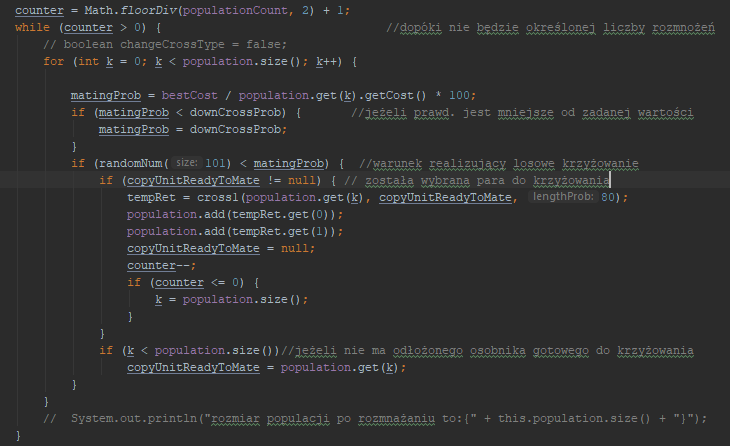 counter = Math.floorDiv(populationCount, 2) + 1;
while (counter > 0) { //dopóki nie będzie określonej liczby rozmnożeń
// boolean changeCrossType = false;
for (int k = 0; k < population.size(); k++) {
matingProb = bestCost / population.get(k).getCost() * 100;
if (matingProb < downCrossProb) { //jeżeli prawd. jest mniejsze od zadanej wartości
matingProb = downCrossProb;
}
if (randomNum( size: 101) < matingProb) { //warunek realizujący losowe krzyżowanie
if (copyUnitReadyToMate != null) { // została wybrana para do krzyżowania
tempRet = cross1(population.get(k), copyUnitReadyToMate, lengthProb: 80);
population.add(tempRet.get(0));
population.add(tempRet.get(1));
copyUnitReadyToMate = null;
counter--;
if (counter <= 0) {
k = population.size();
}
}
if (k < population.size())//jeżeli nie ma odłożonego osobnika gotowego do krzyżowania
copyUnitReadyToMate = population.get(k);
}
}
// System.out.println("rozmiar populacji po rozmnażaniu to:{" + this.population.size() + "}");
}